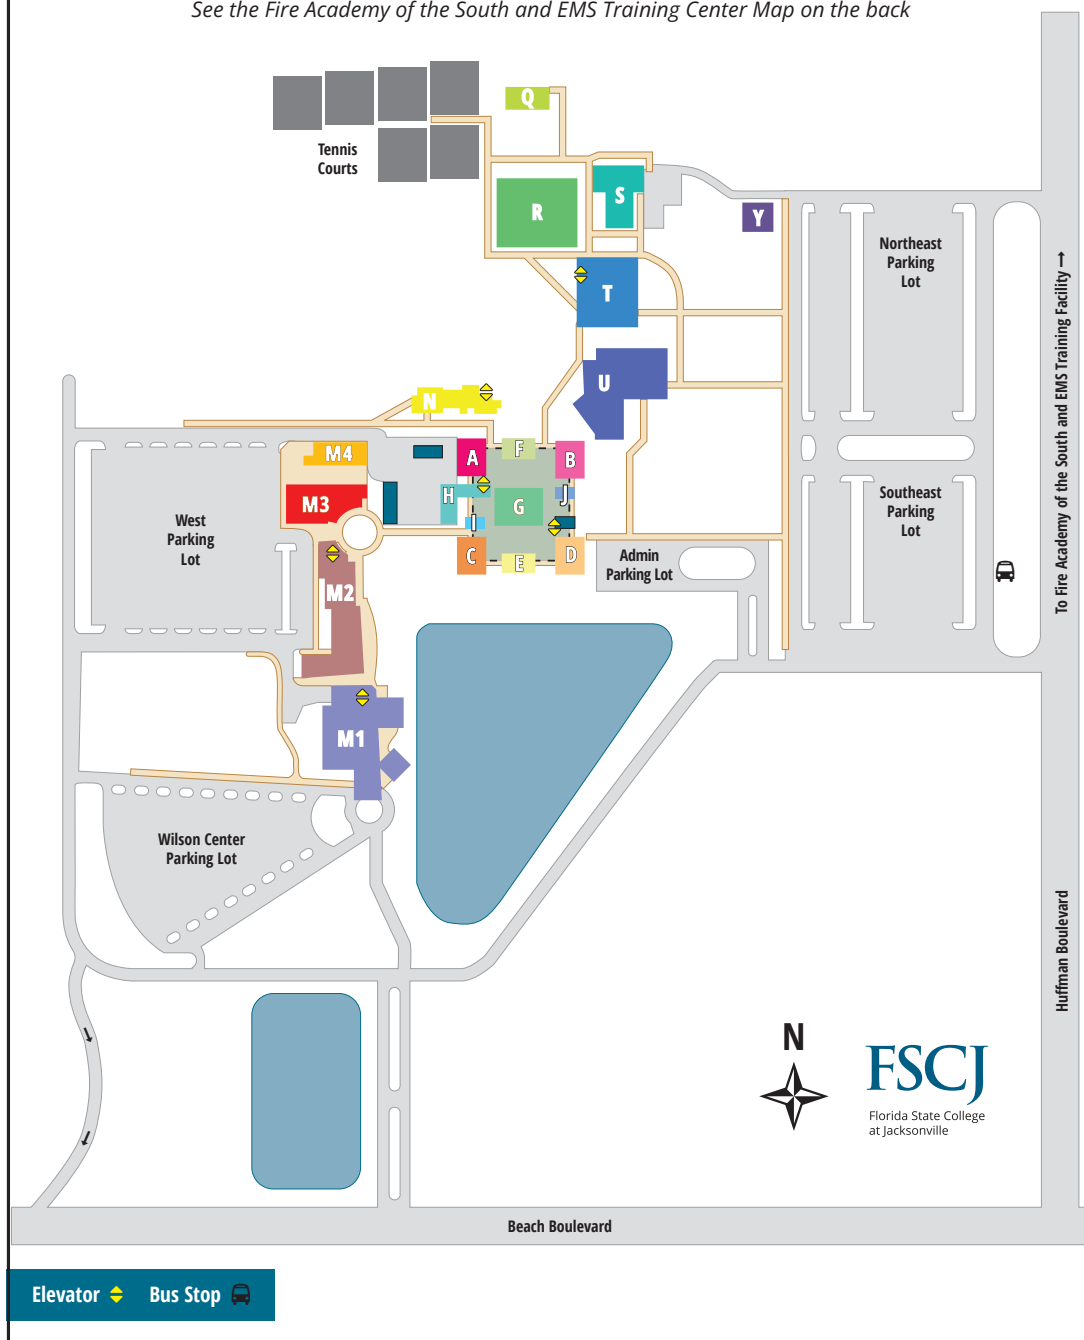 See the Fire Academy of the South and EMS Training Center Map on the back
Q
Tennis
Courts
S
R
Y
Northeast
Parking
Lot
T
To Fire Academy of the South and EMS Training Facility →
U
N
F
A
B
M4
H
J
G
M3
I
West
Parking
Lot
Southeast
Parking
Lot
C
E
D
Admin
Parking Lot
M2
M1
Wilson Center
Parking Lot
Huffman Boulevard
N
FSCJ
Florida State College
at Jacksonville
Beach Boulevard
Elevator Bus Stop